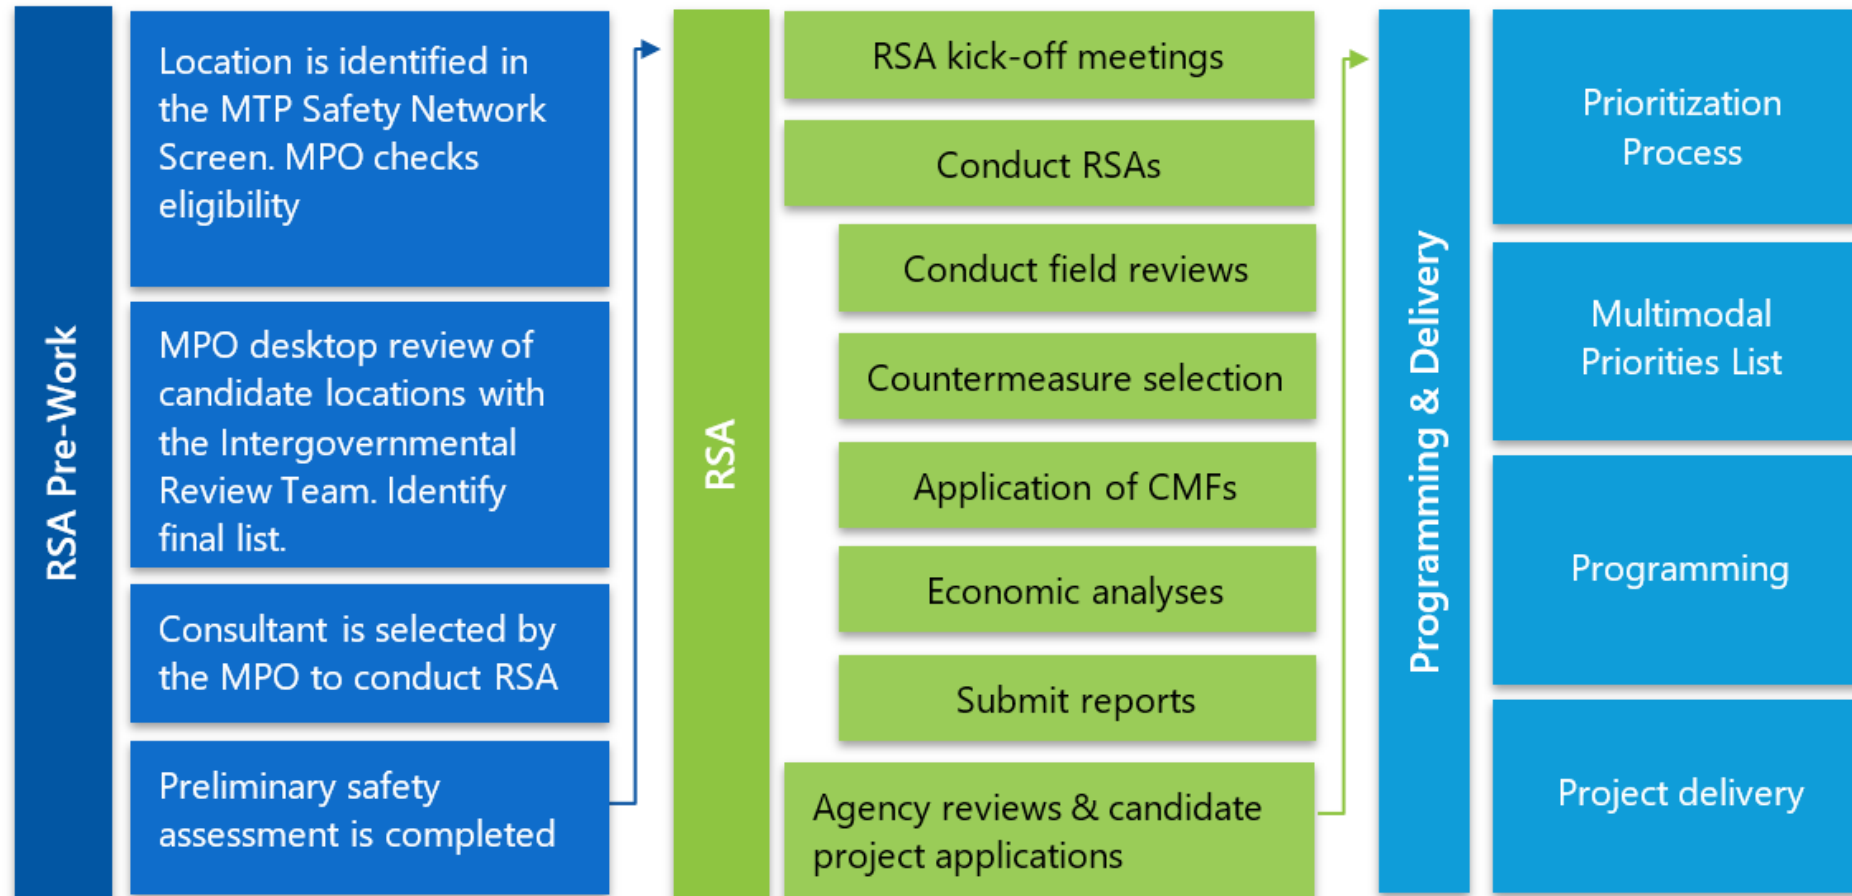 RSA Pre-Work
Location is identified in
the MTP Safety Network
Screen. MPO checks
eligibility
MPO desktop review of
candidate locations with
the Intergovernmental
Review Team. Identify
final list.
Consultant is selected by
the MPO to conduct RSA
Preliminary safety
assessment is completed
RSA
RSA kick-off meetings
Conduct RSAs
Conduct field reviews
Countermeasure selection
Application of CMFs
Economic analyses
Submit reports
Agency reviews & candidate
project applications
Programming & Delivery
Prioritization
Process
Multimodal
Priorities List
Programming
Project delivery